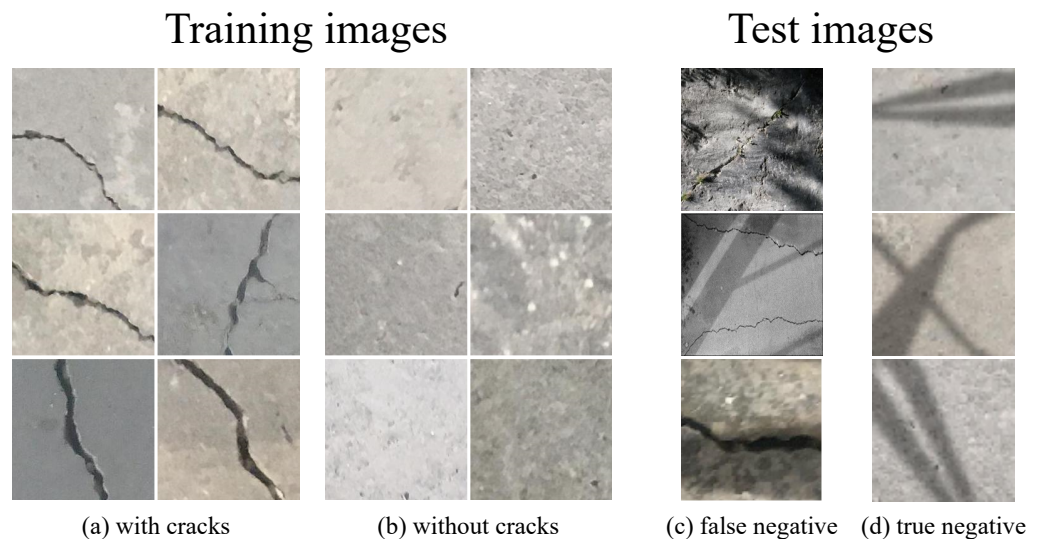 Training images
Test images
(a) with cracks
(b) without cracks
(c) false negative
(d) true negative